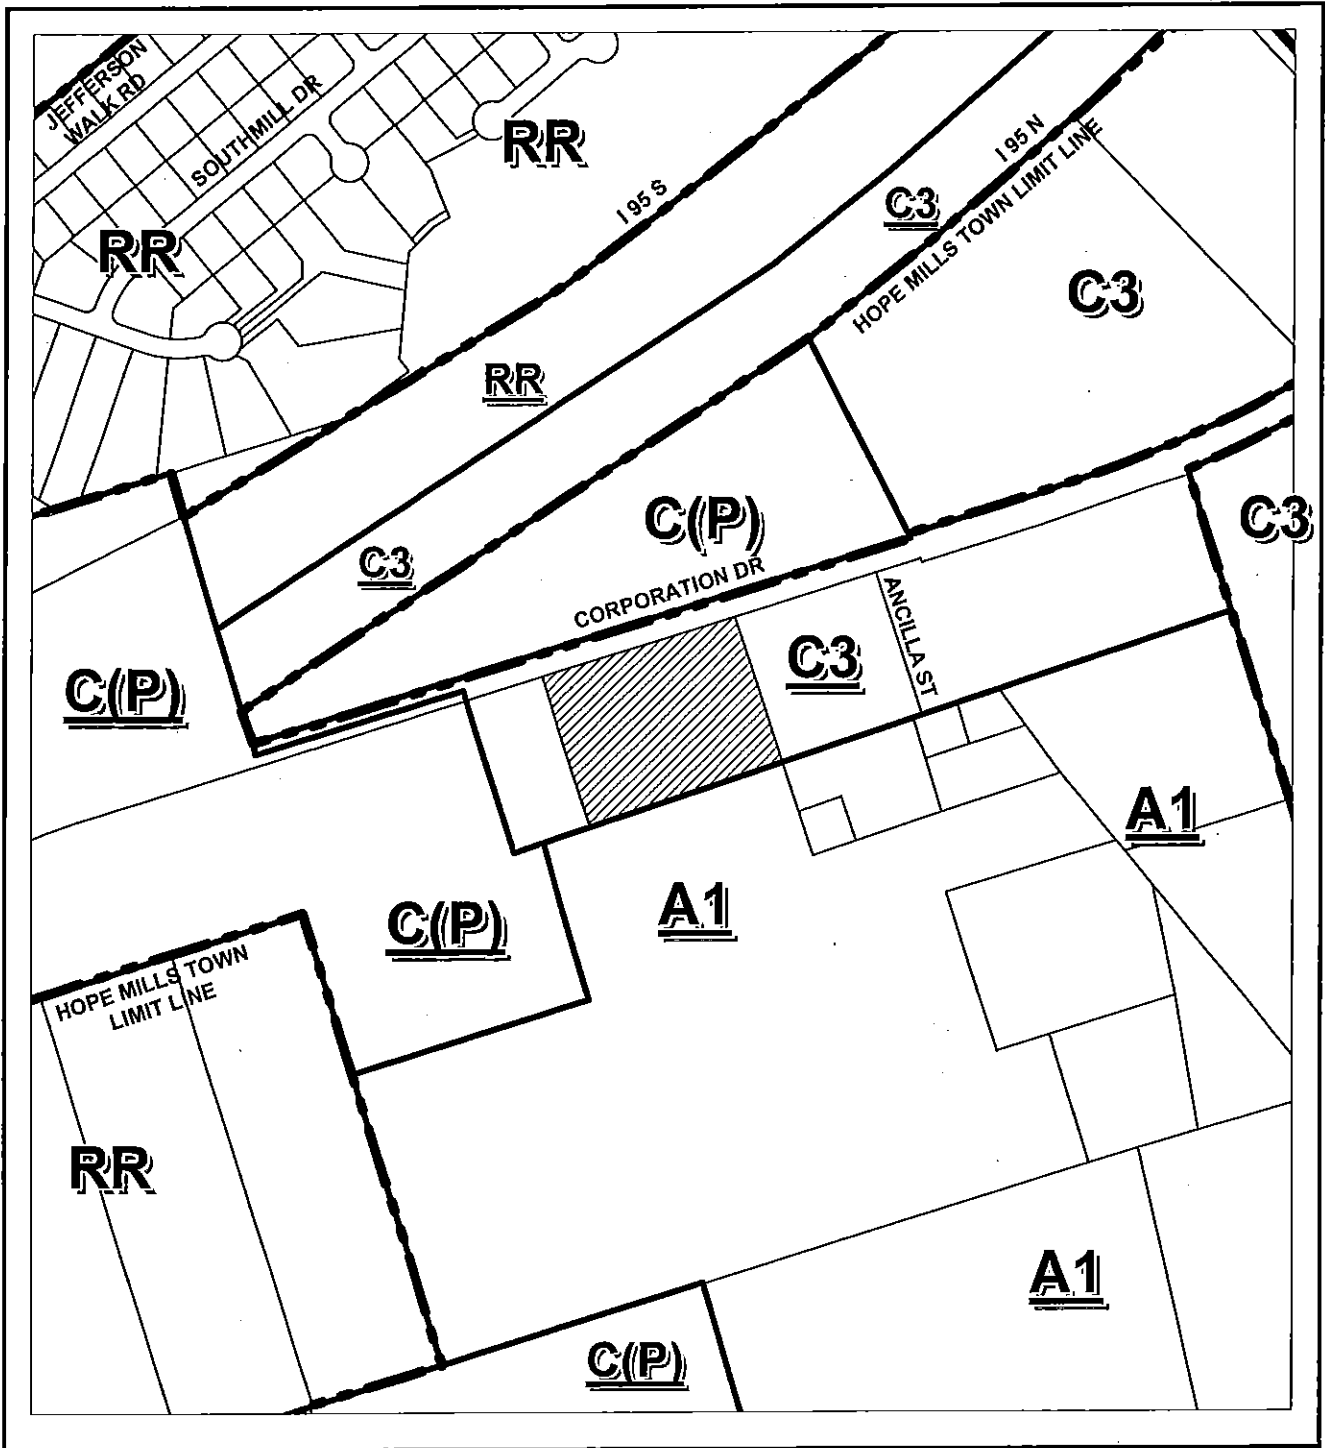 JEFFERSON
WALK RD
SOUTHMILL DR
RR
RR
I 95 S
I 95 N
C3
HOPE MILLS TOWN LIMIT LINE
C3
RR
C(P)
C3
C3
CORPORATION DR
ANCILLA ST
C3
C(P)
A1
A1
C(P)
HOPE MILLS TOWN
LIMIT LINE
RR
A1
C(P)